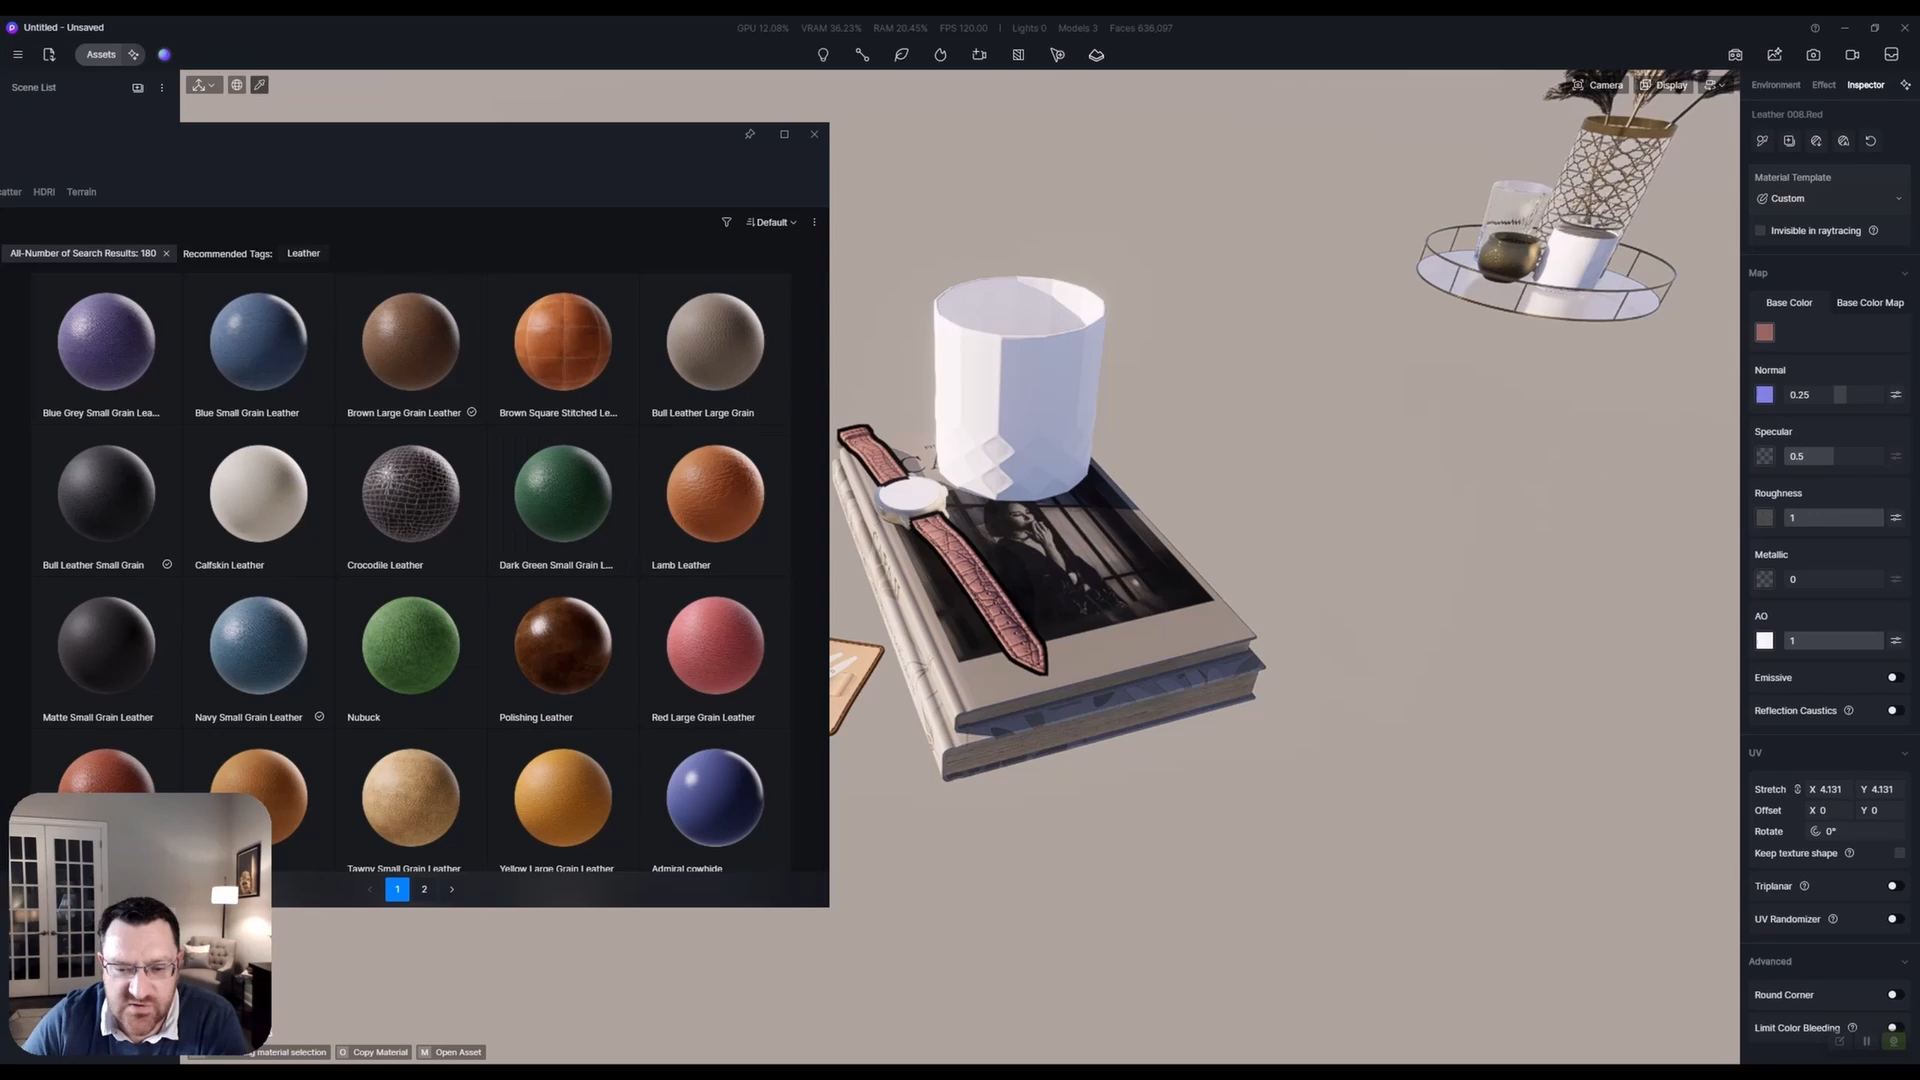 Untitled - Unsaved
GPU 12.08% VRAM 36.23% RAM 20.45% FPS 120.00 | Lights 0 Models 3 Faces 636,097
Assets
Scene List
Camera
Display
Environment Effect Inspector
Leather 008.Red
Material Template
Custom
Invisible in raytracing
Map
Base Color Base Color Map
Normal
0.25
Specular
0.5
Roughness
1
Metallic
0
AO
1
Emissive
Reflection Caustics
UV
Stretch X 4.131 Y 4.131
Offset X 0 Y 0
Rotate 0°
Keep texture shape
Triplanar
UV Randomizer
Advanced
Round Corner
Limit Color Bleeding
catter HDRI Terrain
Default
All-Number of Search Results: 180 Recommended Tags: Leather
Blue Grey Small Grain Lea... Blue Small Grain Leather Brown Large Grain Leather Brown Square Stitched Le... Bull Leather Large Grain
Bull Leather Small Grain Calfskin Leather Crocodile Leather Dark Green Small Grain L... Lamb Leather
Matte Small Grain Leather Navy Small Grain Leather Nubuck Polishing Leather Red Large Grain Leather
Tawny Small Grain Leather Yellow Large Grain Leather Admiral cowhide
1 2
material selection O Copy Material M Open Asset